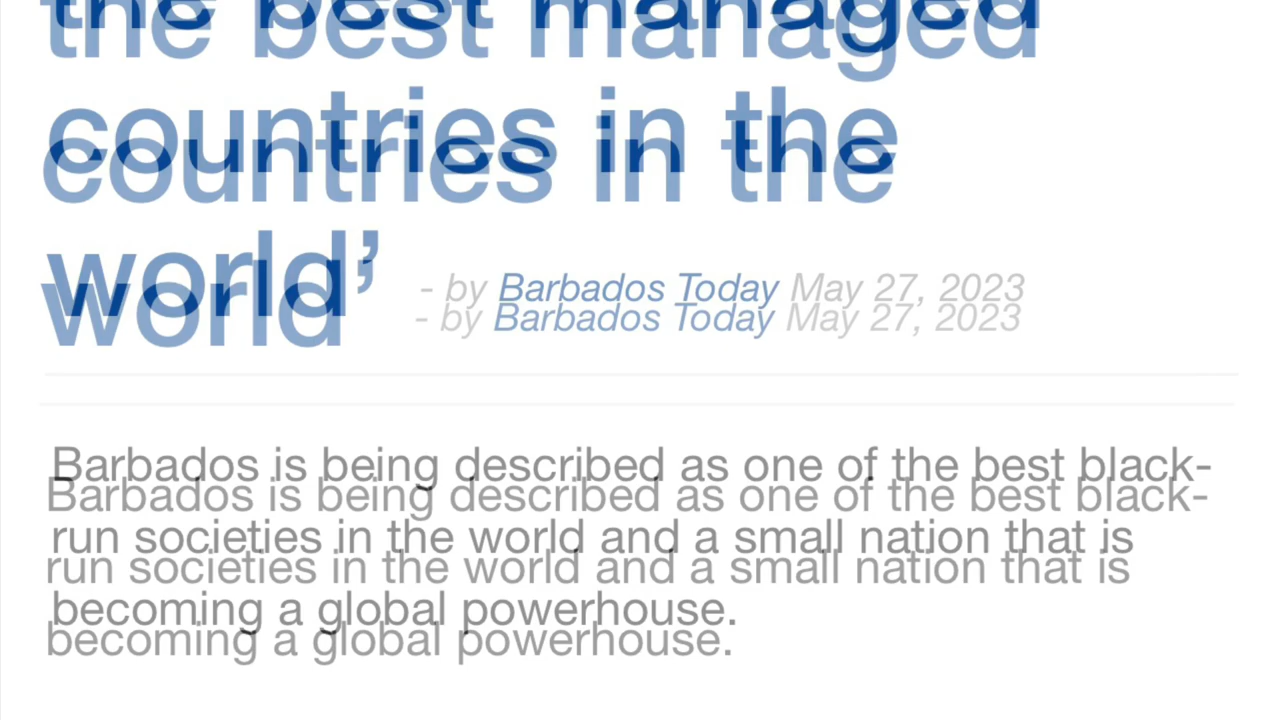 the best managed
countries in the
world’ - by Barbados Today May 27, 2023
Barbados is being described as one of the best black-
run societies in the world and a small nation that is
becoming a global powerhouse.